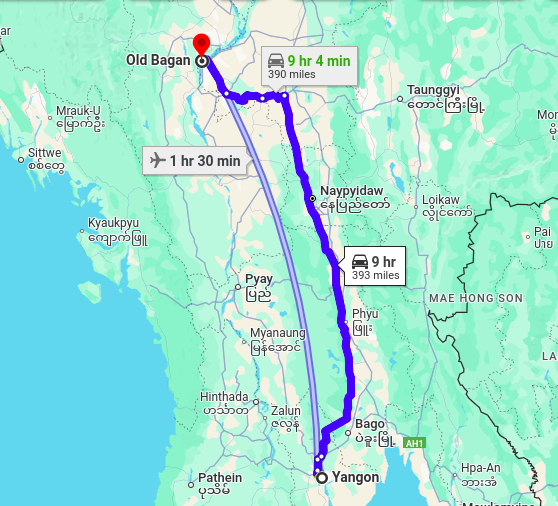 ar
Old Bagan
9 hr 4 min
390 miles
Taunggyi
တောင်ကြီးမြို့
Mrauk-U
မြောက်ဦး
Mor
Sittwe
စစ်တွေ
1 hr 30 min
Naypyidaw
နေပြည်တော်
Loikaw
လွိုင်ကော်
Kyaukpyu
ကျောက်ဖြူ
Pai
ปาย
9 hr
393 miles
Pyay
ပြည်
MAE HONG SON
Phyu
ဖြူး
Myanaung
မြန်အောင်
LA
Hinthada
ဟင်္သာတ
Zalun
ဇလွန်
Bago
ပဲခူးမြို့
AH1
Hpa-An
ဘားအံ
Pathein
ပုသိမ်
Yangon
Mawlamyine